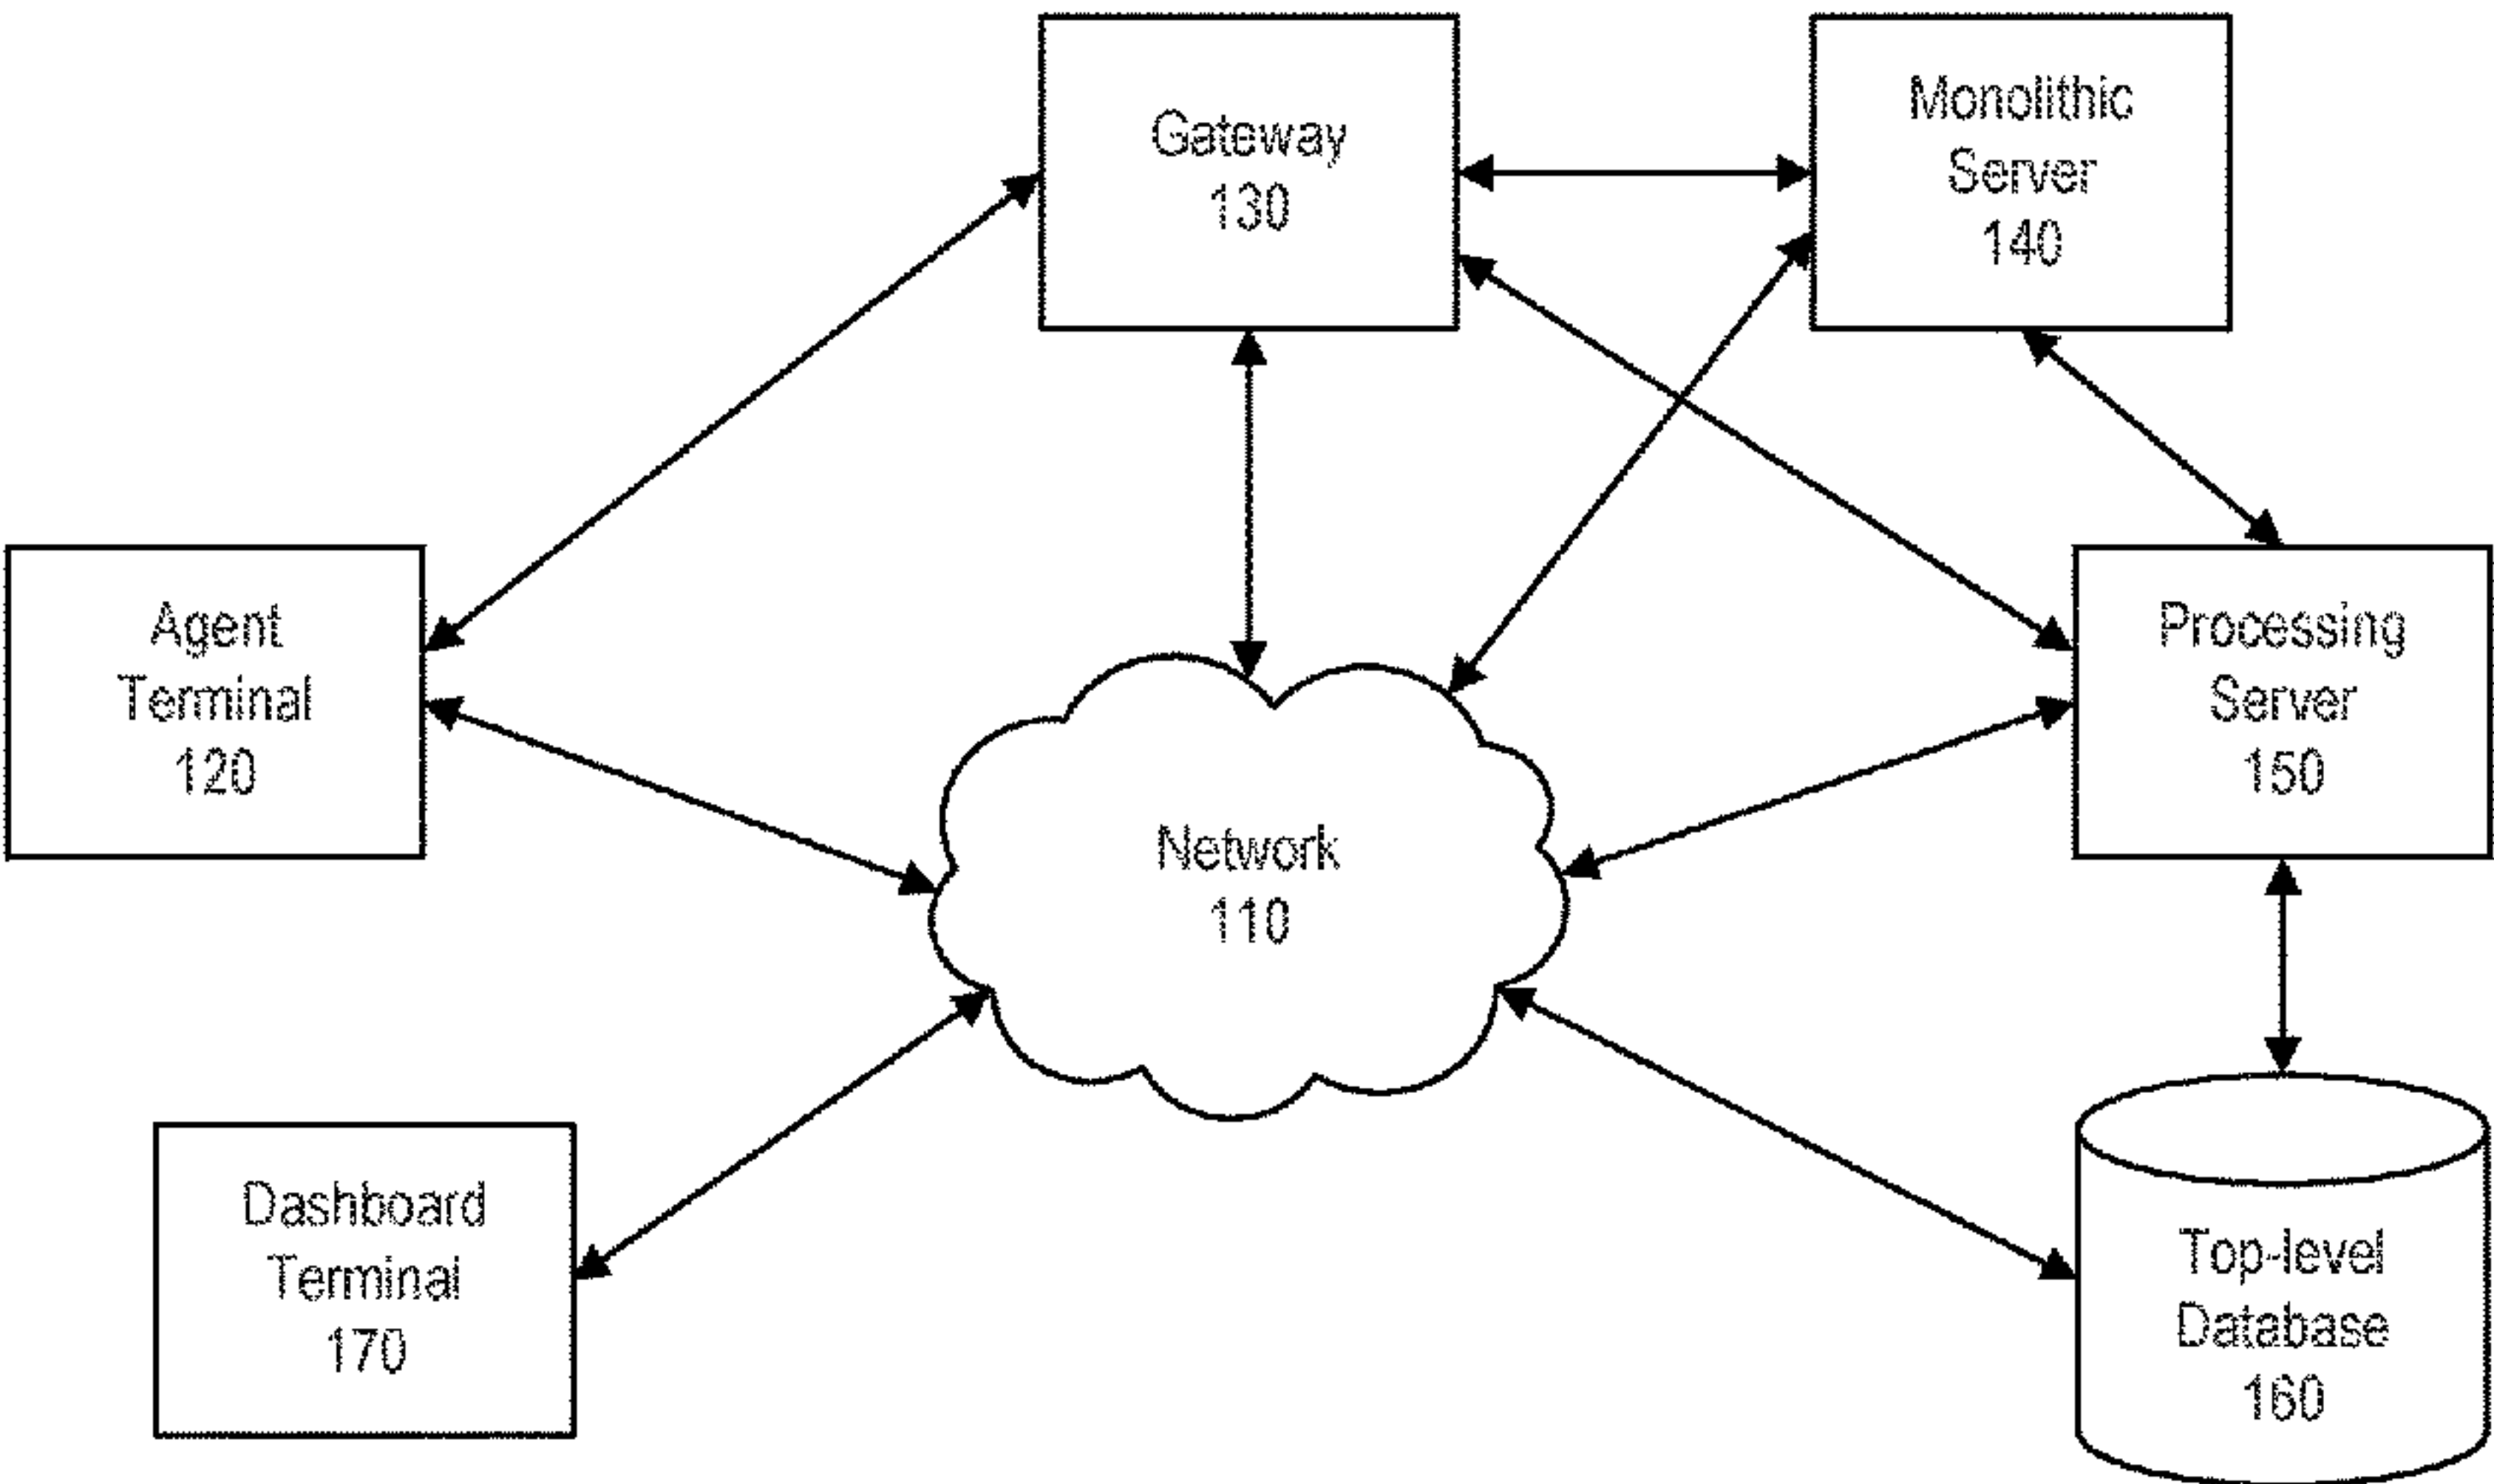 Gateway
130
Monolithic
Server
140
Agent
Terminal
120
Processing
Server
150
Network
110
Dashboard
Terminal
170
Top-level
Database
160